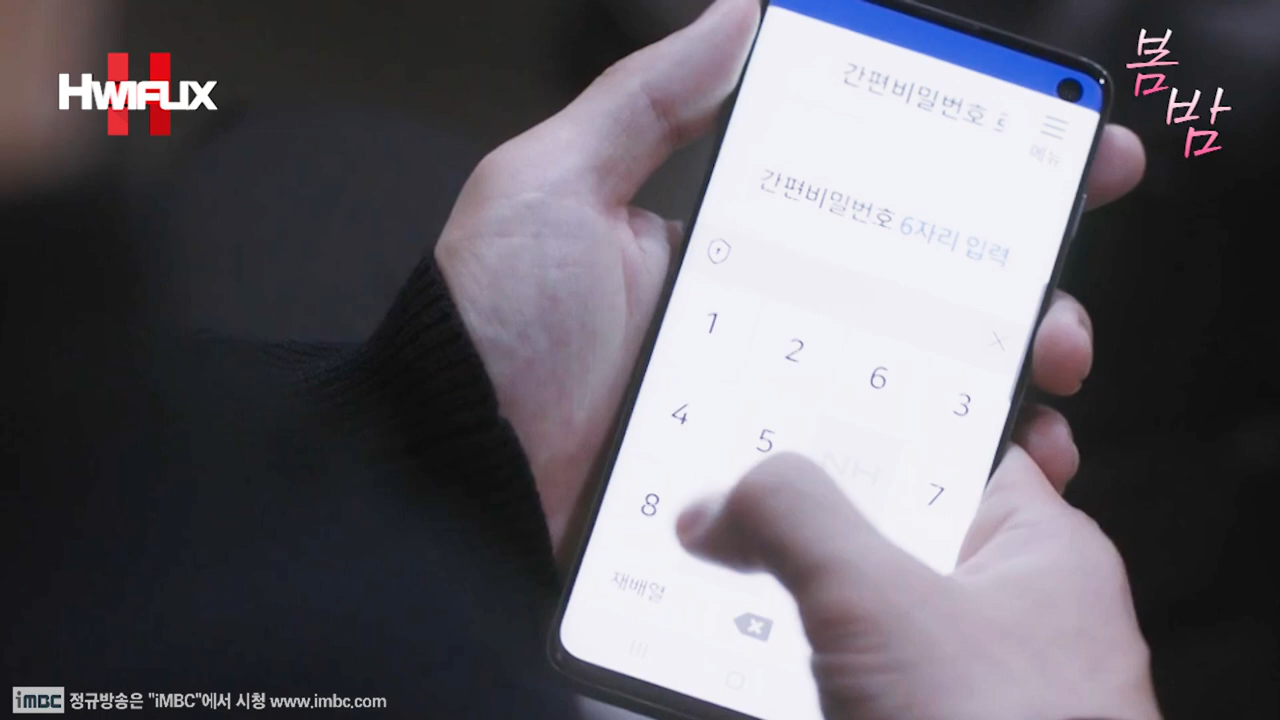 HWIFLIX
봄
밤
간편비밀번호
메뉴
간편비밀번호 6자리 입력
1 2 6 3
4 5 NH 7
8
재배열
iMBC 정규방송은 "iMBC"에서 시청 www.imbc.com